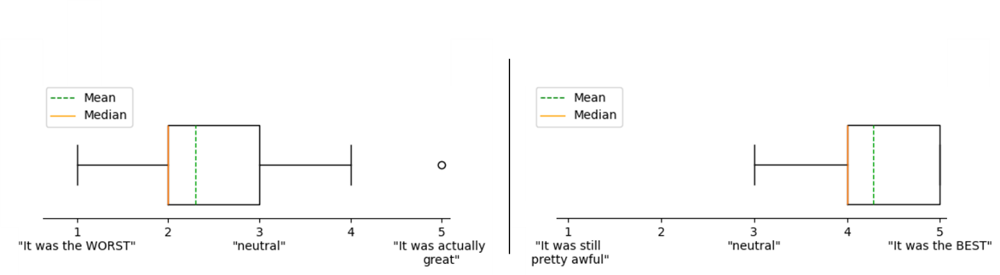 Mean
Median
1 2 3 4 5
"It was the WORST" "neutral" "It was actually
great"
Mean
Median
1 2 3 4 5
"It was still
pretty awful" "neutral" "It was the BEST"